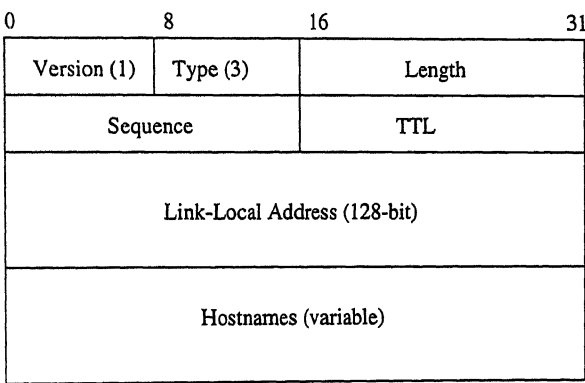 0 8 16 31
Version (1) Type (3) Length
Sequence TTL
Link-Local Address (128-bit)
Hostnames (variable)